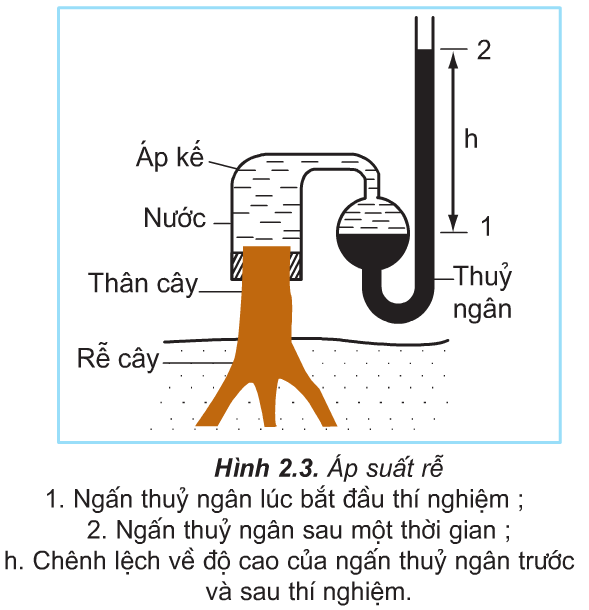 2
Áp kế
h
Nước
1
Thân cây
Thuỷ
ngân
Rễ cây
Hình 2.3. Áp suất rễ
1. Ngấn thuỷ ngân lúc bắt đầu thí nghiệm ;
2. Ngấn thuỷ ngân sau một thời gian ;
h. Chênh lệch về độ cao của ngấn thuỷ ngân trước
và sau thí nghiệm.